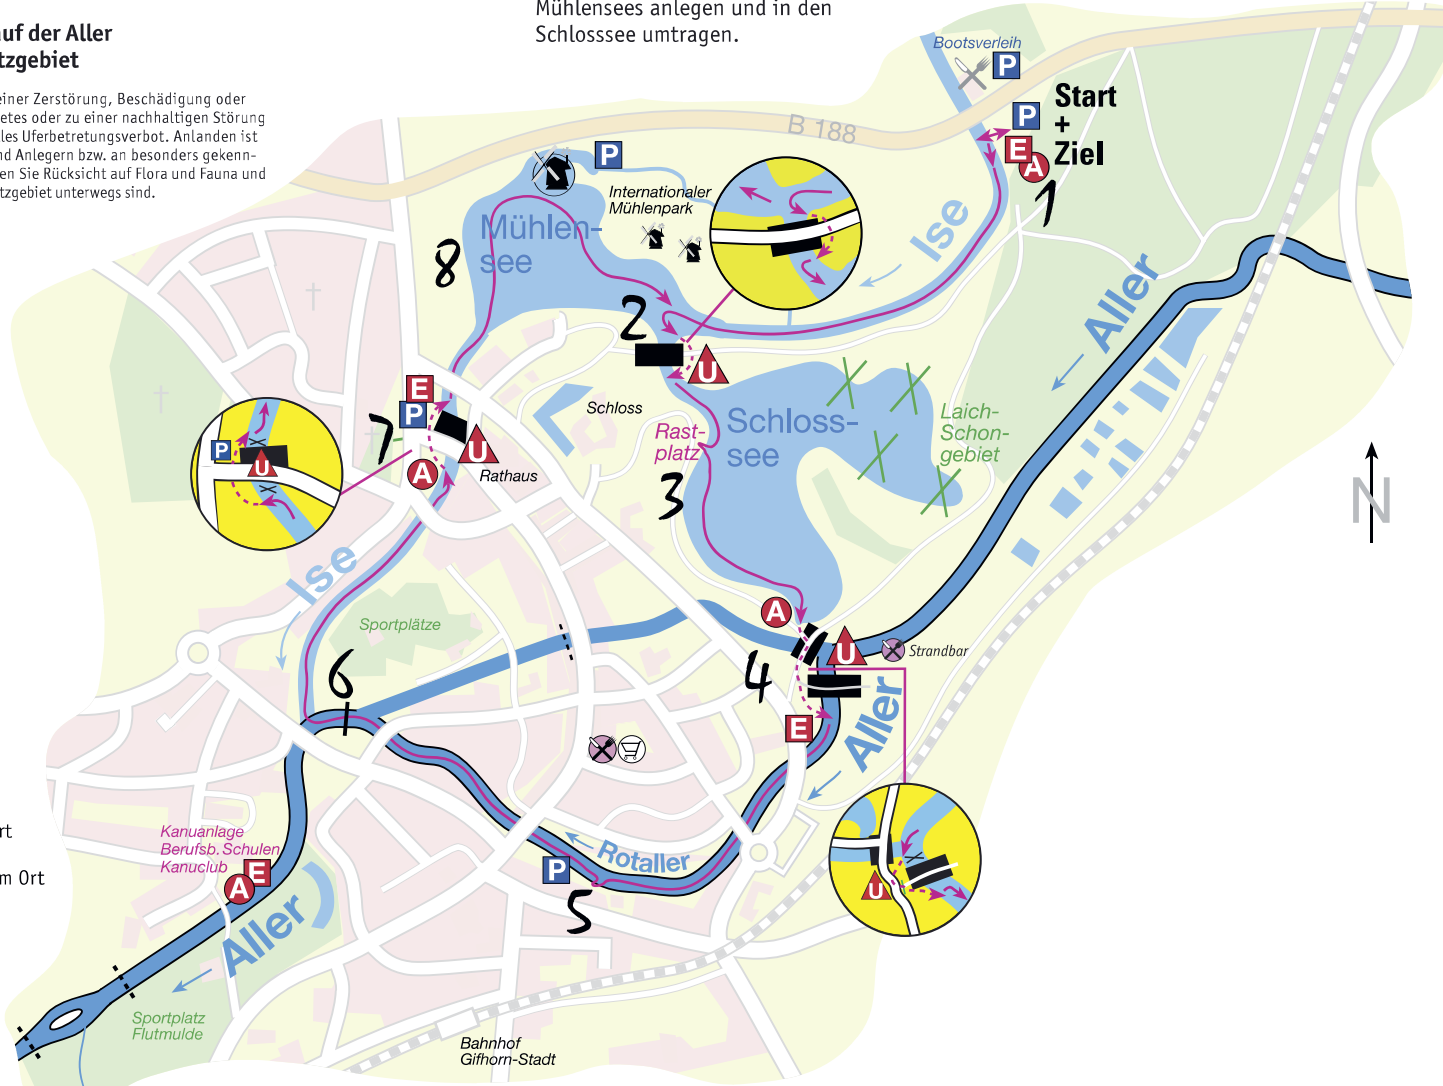 Mühlensees anlegen und in den
Schlosssee umtragen.
auf der Aller
tzgebiet
einer Zerstörung, Beschädigung oder
etes oder zu einer nachhaltigen Störung
les Uferbetretungsverbot. Anlanden ist
nd Anlegern bzw. an besonders gekenn-
en Sie Rücksicht auf Flora und Fauna und
tzgebiet unterwegs sind.
Bootsverleih
P
Start
+
Ziel
P
E
A
1
B 188
P
Internationaler
Mühlenpark
Mühlen-
see
8
Ise
Aller
2
U
Schloss
Schloss-
see
Rast-
platz
Laich-
Schon-
gebiet
3
E
P
7
U
A
Rathaus
P
U
N
Ise
Sportplätze
A
U
Strandbar
4
6
E
Aller
Rotaller
P
5
U
Kanuanlage
Berufsb. Schulen
Kanuclub
E
A
Aller
rt
m Ort
Sportplatz
Flutmulde
Bahnhof
Gifhorn-Stadt